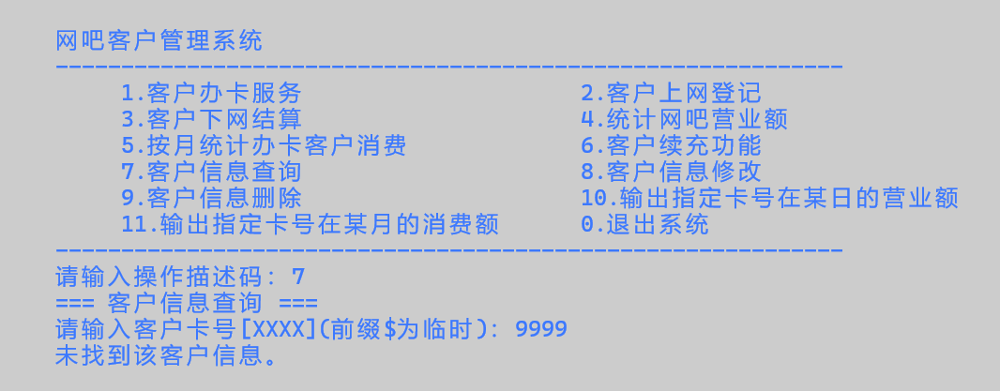 网吧客户管理系统
------------------------------------------------------------
1.客户办卡服务 2.客户上网登记
3.客户下网结算 4.统计网吧营业额
5.按月统计办卡客户消费 6.客户续充功能
7.客户信息查询 8.客户信息修改
9.客户信息删除 10.输出指定卡号在某日的营业额
11.输出指定卡号在某月的消费额 0.退出系统
------------------------------------------------------------
请输入操作描述码: 7
=== 客户信息查询 ===
请输入客户卡号[XXXX](前缀$为临时): 9999
未找到该客户信息。